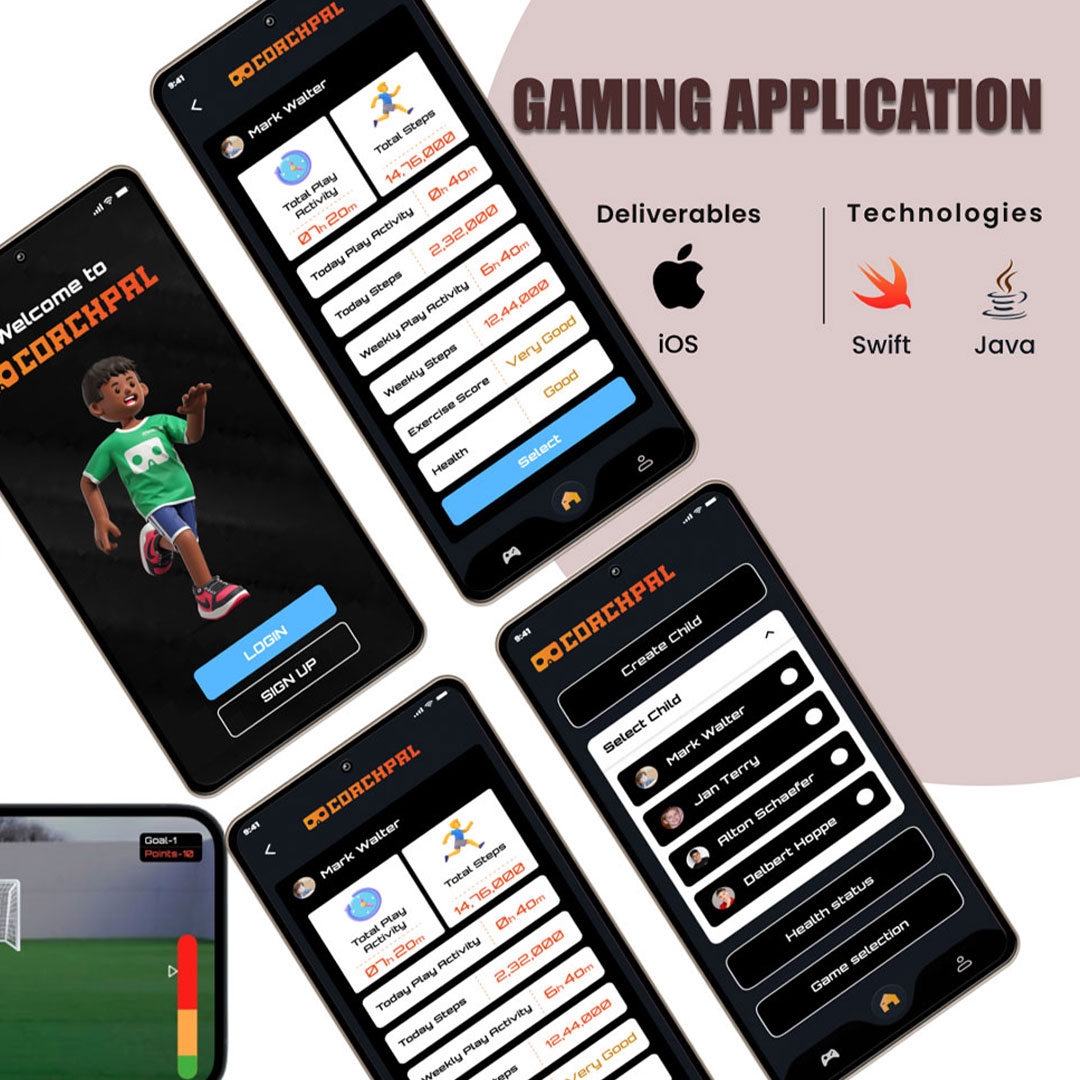 GAMING APPLICATION
Deliverables
Technologies
iOS
Swift
Java
9:41
COACHPAL
Mark Walter
Total Play
Activity
07h 20m
Total Steps
14,76,000
Today Play Activity
0h 40m
Today Steps
2,32,000
Weekly Play Activity
6h 40m
Weekly Steps
12,44,000
Exercise Score
Very Good
Health
Good
Select
Welcome to
COACHPAL
LOGIN
SIGN UP
9:41
COACHPAL
Create Child
Select Child
Mark Walter
Jan Terry
Alton Schaefer
Delbert Hoppe
Health status
Game selection
9:41
COACHPAL
Mark Walter
Total Play
Activity
07h 20m
Total Steps
14,76,000
Today Play Activity
0h 40m
Today Steps
2,32,000
Weekly Play Activity
6h 40m
eps
12,44,000
Very Good
Goal-1
Points-10